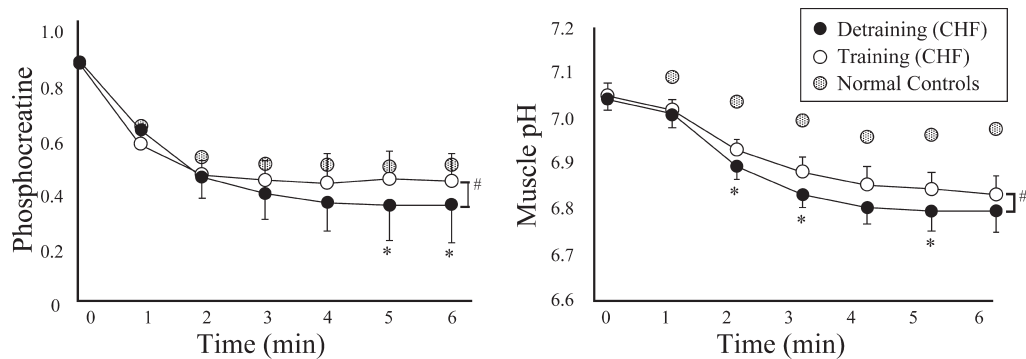 Phosphocreatine
1.0
0.8
0.6
0.4
0.2
0
#
*
*
0 1 2 3 4 5 6
Time (min)
Muscle pH
7.2
7.1
7.0
6.9
6.8
6.6
#
*
*
*
0 1 2 3 4 5 6
Time (min)
Detraining (CHF)
Training (CHF)
Normal Controls